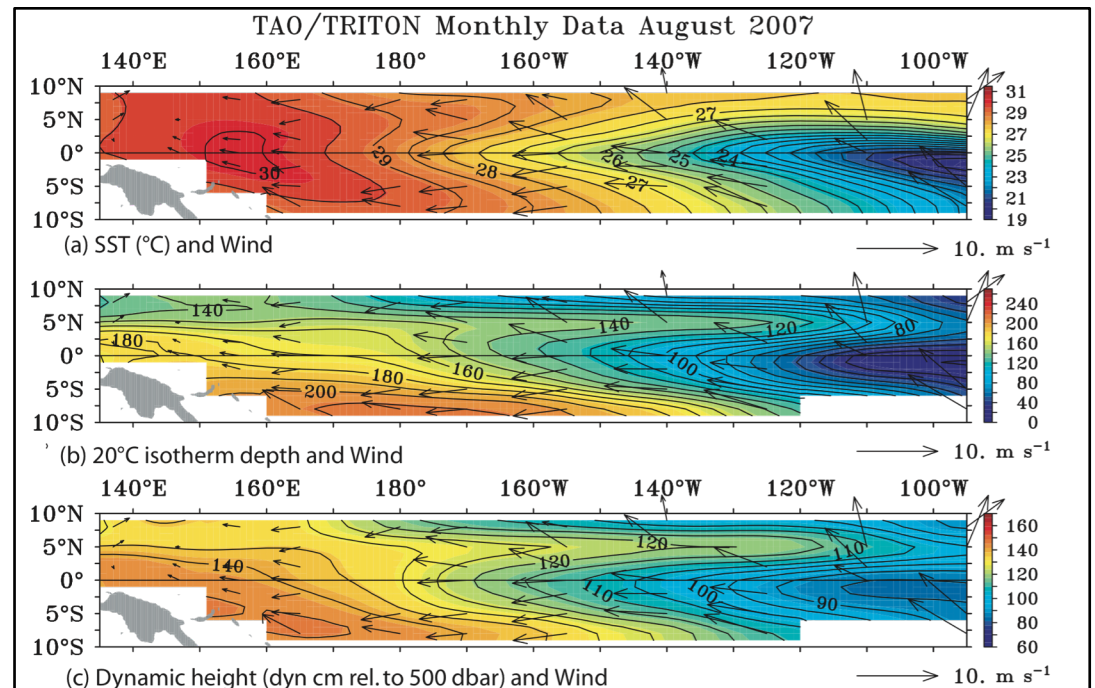 TAO/TRITON Monthly Data August 2007
140°E 160°E 180° 160°W 140°W 120°W 100°W
10°N
5°N
0°
5°S
10°S
30
29
28
27
26
25
24
27
31
29
27
25
23
21
19
(a) SST (°C) and Wind
10. m s⁻¹
10°N
5°N
0°
5°S
10°S
140
180
200
180
160
140
100
120
80
240
200
160
120
80
40
0
(b) 20°C isotherm depth and Wind
10. m s⁻¹
140°E 160°E 180° 160°W 140°W 120°W 100°W
10°N
5°N
0°
5°S
10°S
140
120
120
110
100
110
90
160
140
120
100
80
60
(c) Dynamic height (dyn cm rel. to 500 dbar) and Wind
10. m s⁻¹